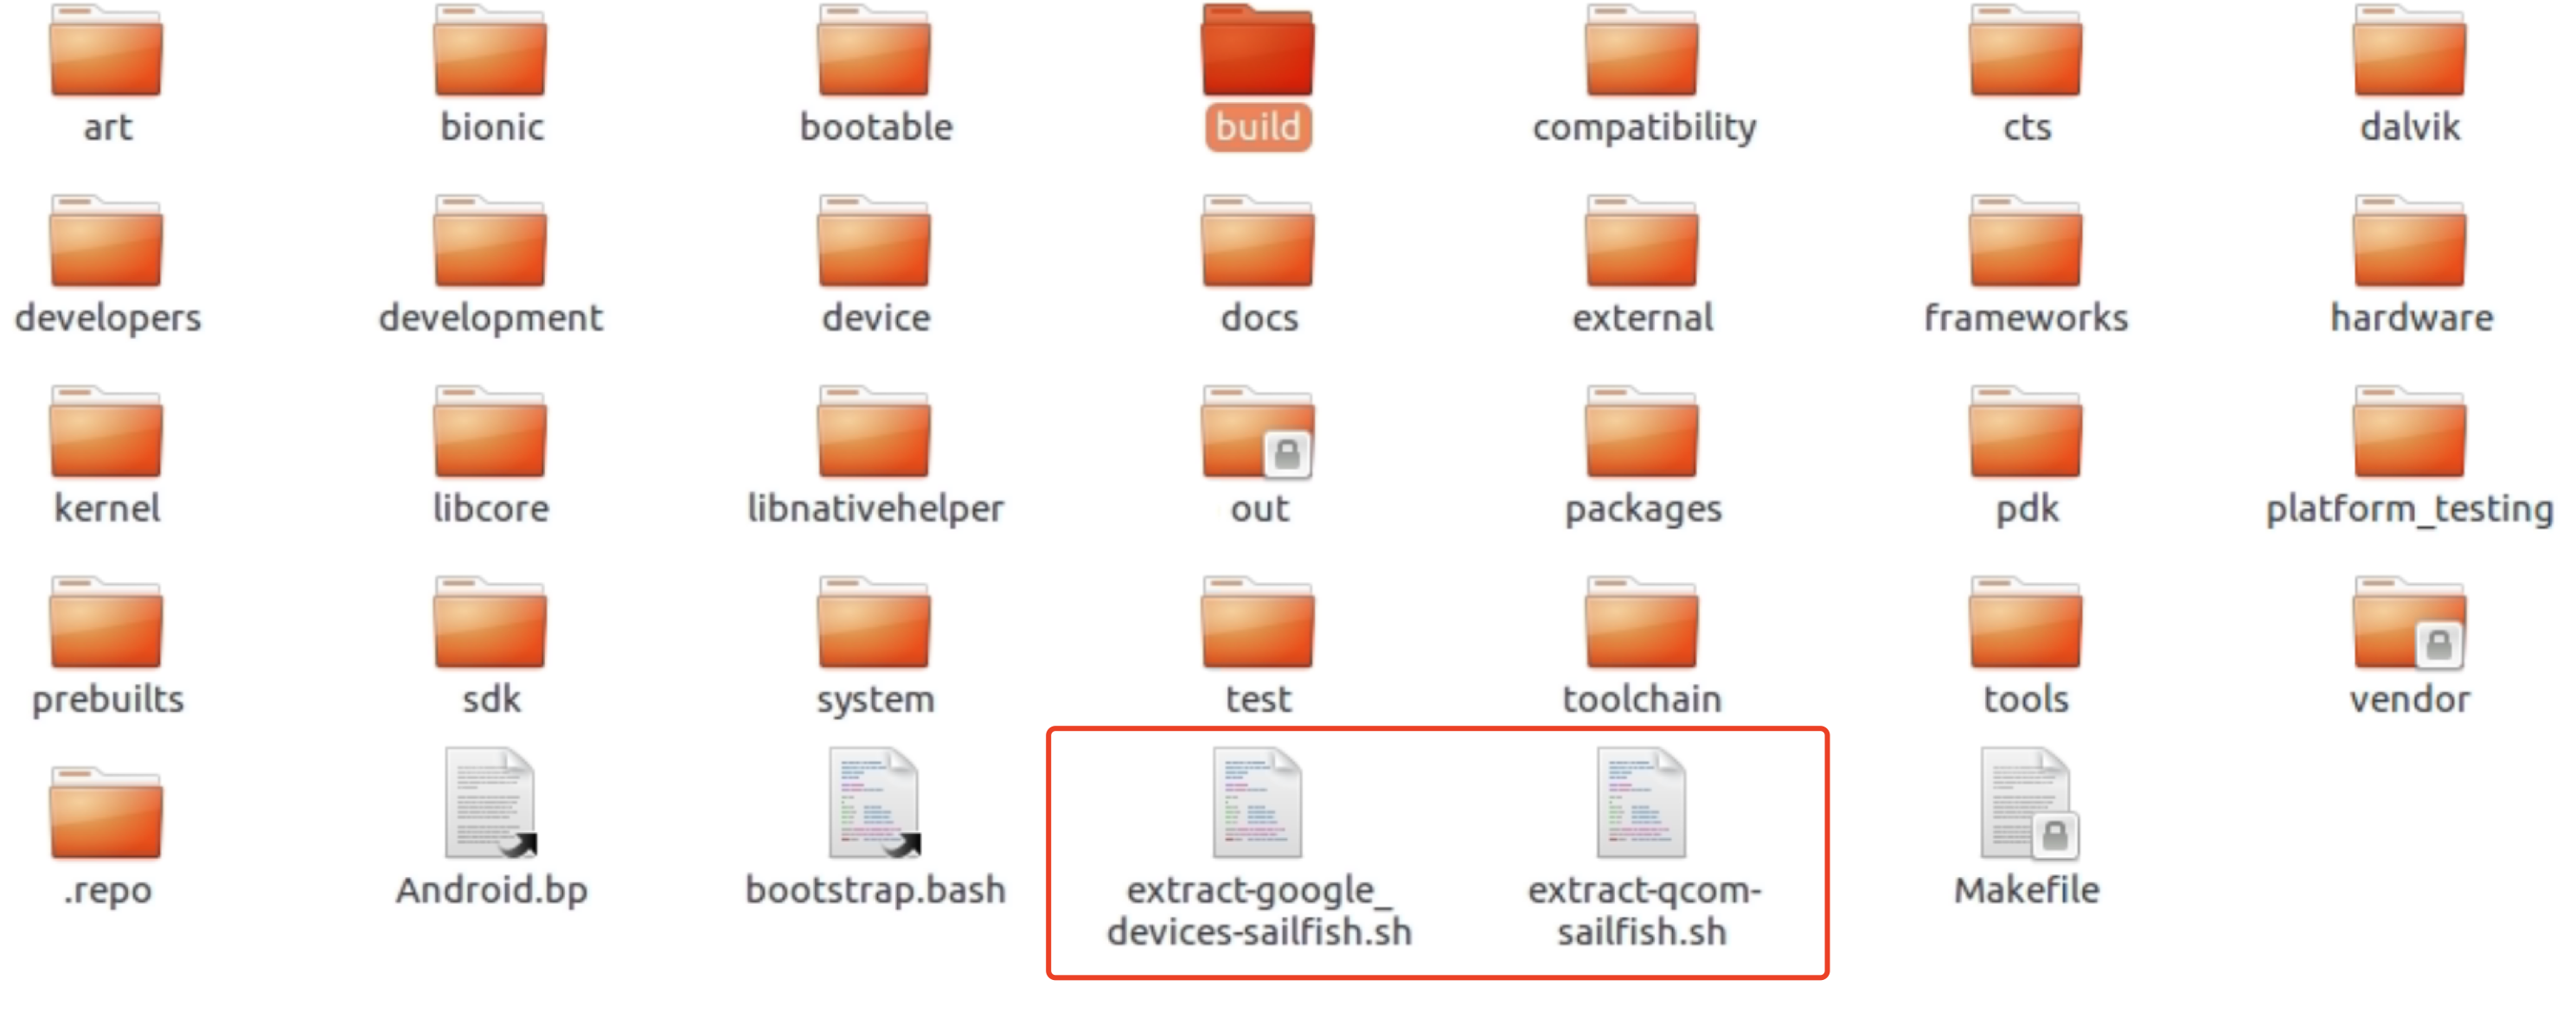 art
bionic
bootable
build
compatibility
cts
dalvik
developers
development
device
docs
external
frameworks
hardware
kernel
libcore
libnativehelper
out
packages
pdk
platform_testing
prebuilts
sdk
system
test
toolchain
tools
vendor
.repo
Android.bp
bootstrap.bash
extract-google_
devices-sailfish.sh
extract-qcom-
sailfish.sh
Makefile